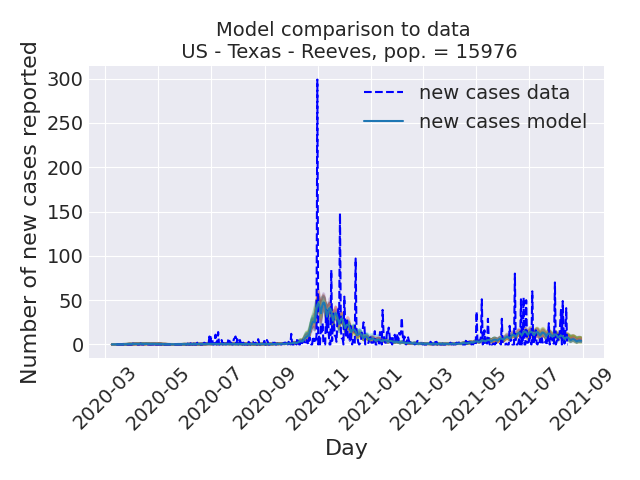 Model comparison to data
US - Texas - Reeves, pop. = 15976
Number of new cases reported
300
250
200
150
100
50
0
new cases data
new cases model
2020-03
2020-05
2020-07
2020-09
2020-11
2021-01
2021-03
2021-05
2021-07
2021-09
Day